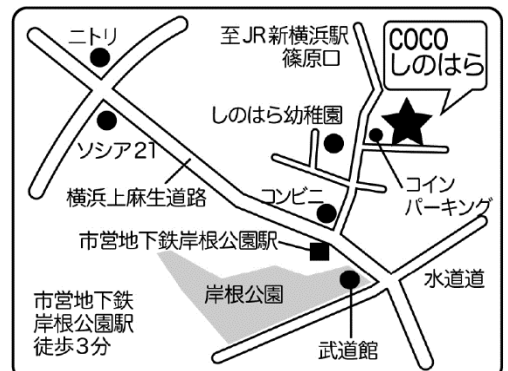 ニトリ
至JR新横浜駅
篠原口
COCO
しのはら
しのはら幼稚園
ソシア21
横浜上麻生道路
コンビニ
コイン
パーキング
市営地下鉄岸根公園駅
岸根公園
水道道
武道館
市営地下鉄
岸根公園駅
徒歩3分